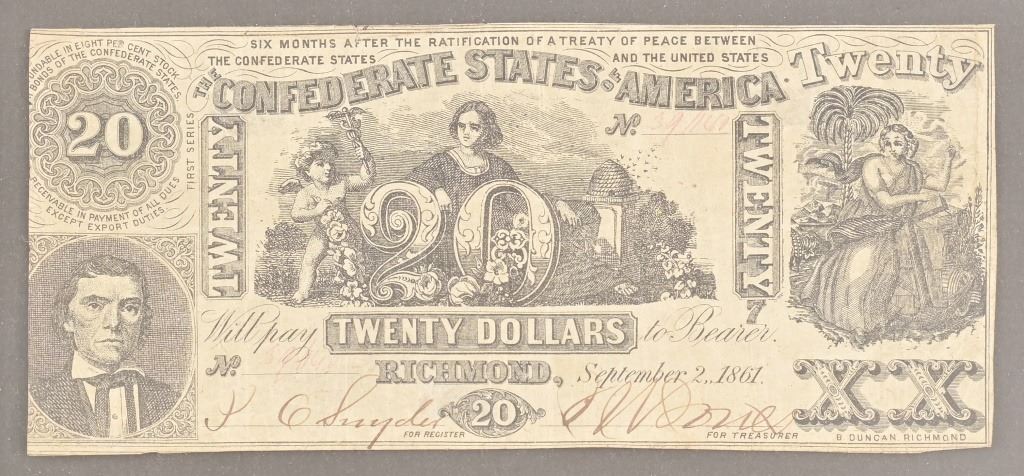 SIX MONTHS AFTER THE RATIFICATION OF A TREATY OF PEACE BETWEEN
THE CONFEDERATE STATES AND THE UNITED STATES
FUNDABLE IN EIGHT PER CENT STOCK
BONDS OF THE CONFEDERATE STATES.
20
RECEIVABLE IN PAYMENT OF ALL DUES
EXCEPT EXPORT DUTIES.
FIRST SERIES
THE CONFEDERATE STATES OF AMERICA.
Twenty
No.
TWENTY
20
TWENTY
7
Will pay TWENTY DOLLARS to Bearer.
No.
RICHMOND, September 2, 1861.
Snyder
FOR REGISTER
20
FOR TREASURER
XX
B. DUNCAN. RICHMOND